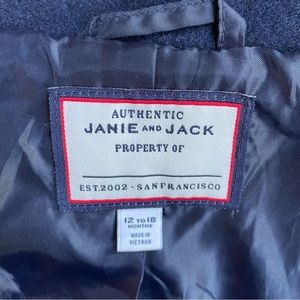 AUTHENTIC
JANIE AND JACK
PROPERTY OF
EST.2002 · SAN FRANCISCO
12 TO 18
MONTHS
MADE IN
VIETNAM